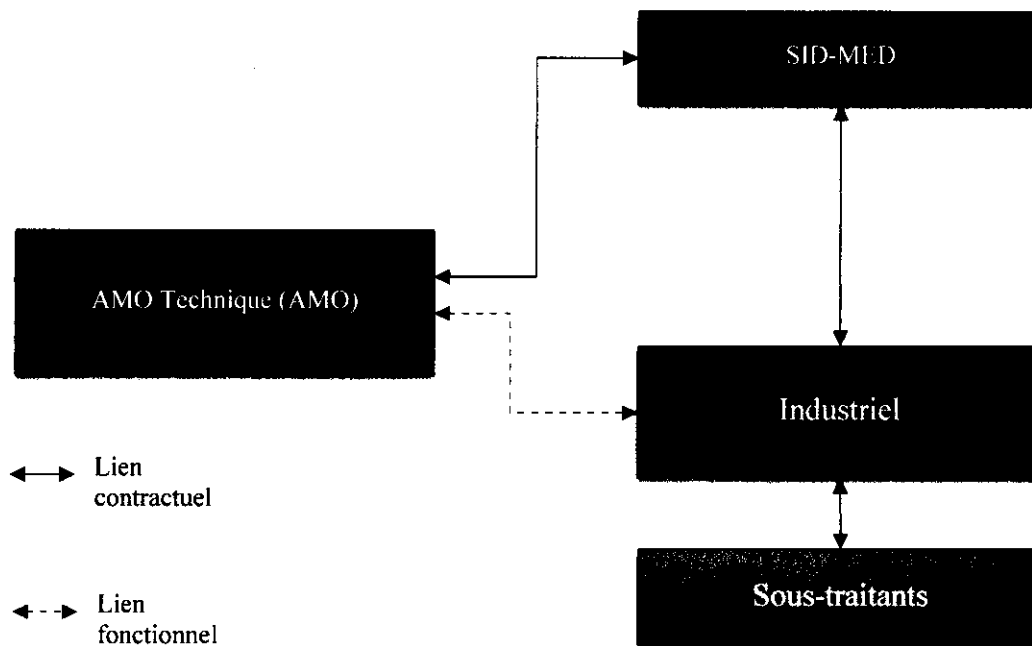 SID-MED
AMO Technique (AMO)
Industriel
Lien
contractuel
Sous-traitants
Lien
fonctionnel